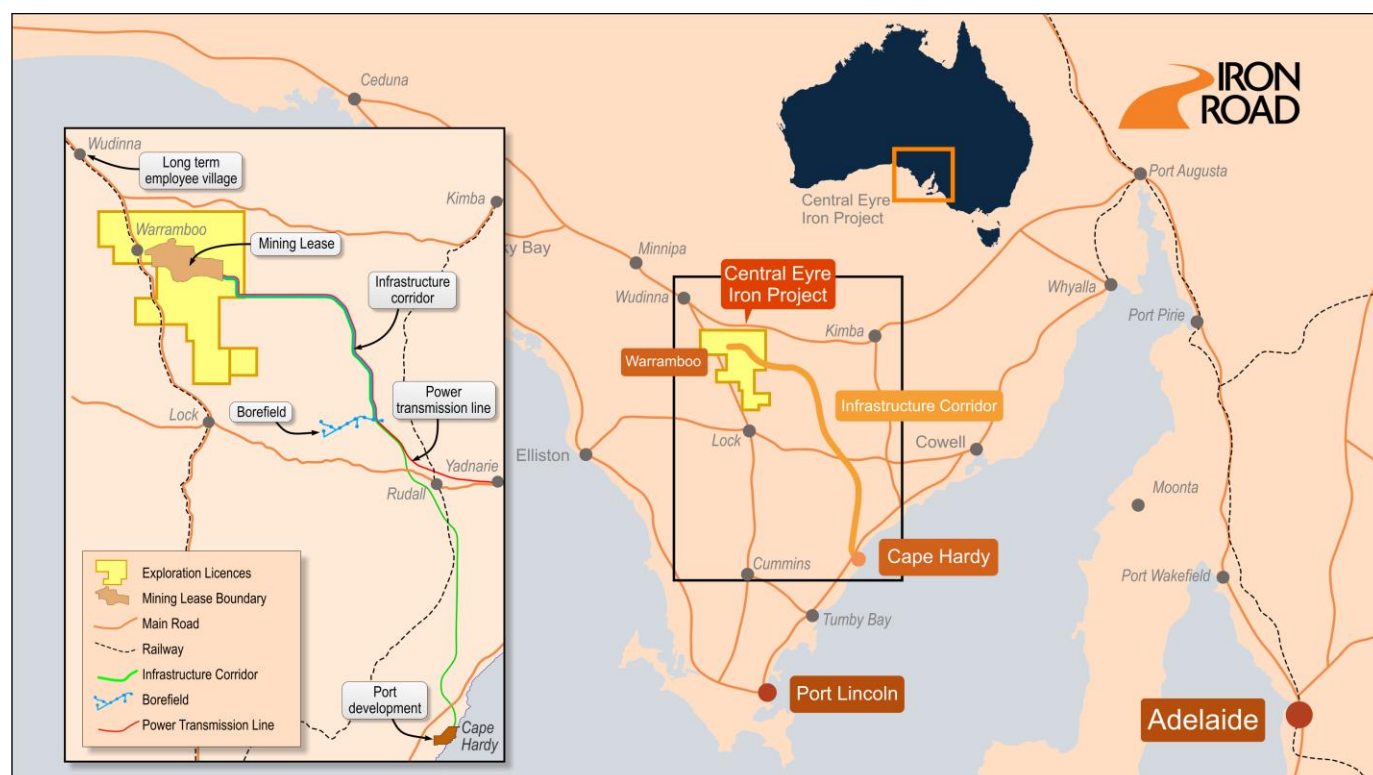 IRON
ROAD
Ceduna
Port Augusta
Central Eyre
Iron Project
ky Bay
Minnipa
Wudinna
Central Eyre
Iron Project
Kimba
Whyalla
Port Pirie
Warramboo
Infrastructure Corridor
Lock
Elliston
Cowell
Moonta
Cape Hardy
Cummins
Port Wakefield
Tumby Bay
Port Lincoln
Adelaide
Wudinna
Long term
employee village
Kimba
Warramboo
Mining Lease
Infrastructure
corridor
Power
transmission line
Borefield
Lock
Yadnarie
Rudall
Port
development
Cape
Hardy
Exploration Licences
Mining Lease Boundary
Main Road
Railway
Infrastructure Corridor
Borefield
Power Transmission Line